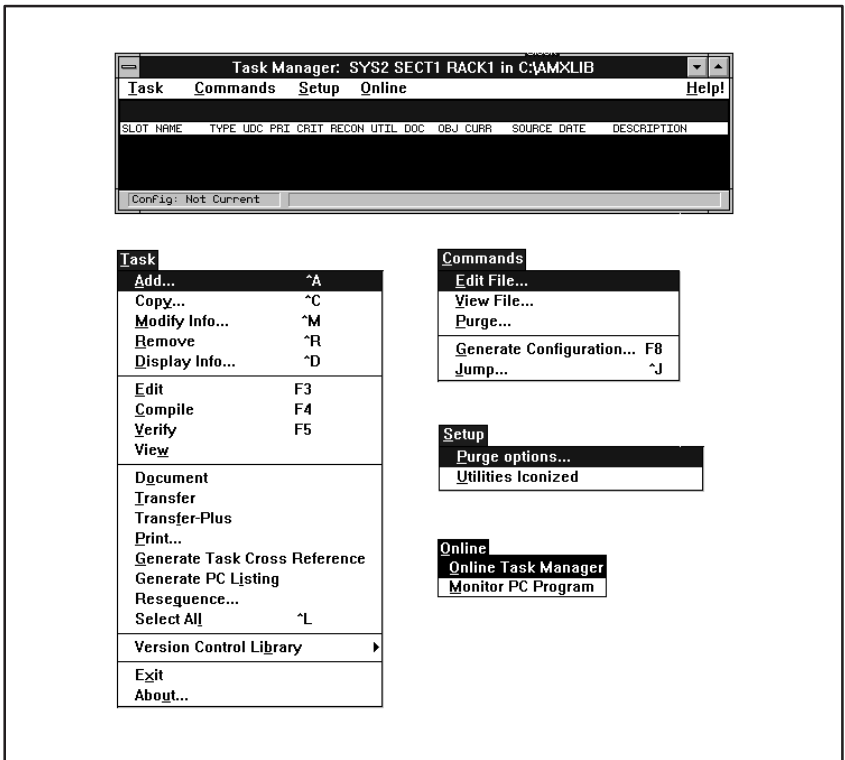 Task Manager: SYS2 SECT1 RACK1 in C:\AMXLIB
Task Commands Setup Online Help!
SLOT NAME TYPE UDC PRI CRIT RECON UTIL DOC OBJ CURR SOURCE DATE DESCRIPTION
Config: Not Current
Task
Add... ^A
Copy... ^C
Modify Info... ^M
Remove ^R
Display Info... ^D
Edit F3
Compile F4
Verify F5
View
Document
Transfer
Transfer-Plus
Print...
Generate Task Cross Reference
Generate PC Listing
Resequence...
Select All ^L
Version Control Library
Exit
About...
Commands
Edit File...
View File...
Purge...
Generate Configuration... F8
Jump... ^J
Setup
Purge options...
Utilities Iconized
Online
Online Task Manager
Monitor PC Program